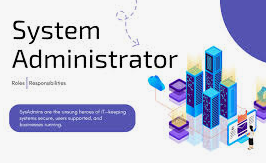 System
Administrator
Roles Responsibilities
SysAdmins are the unsung heroes of IT—keeping
systems secure, users supported, and
businesses running.